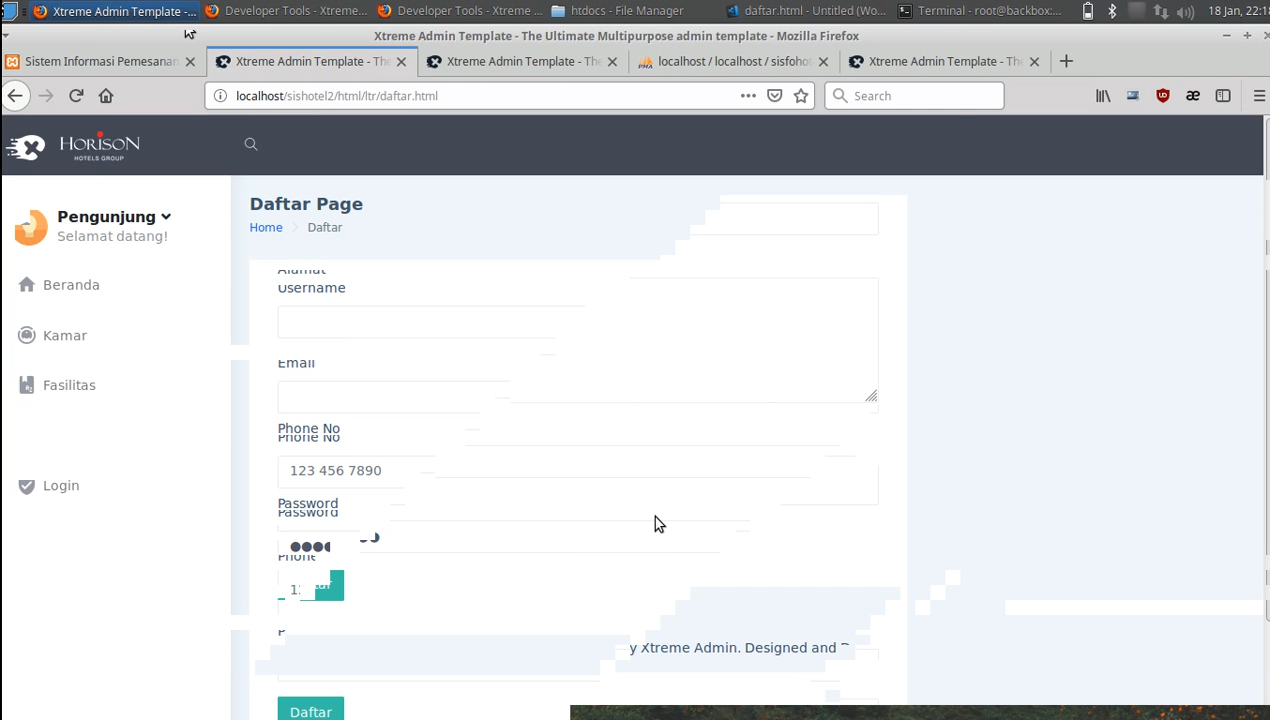 Xtreme Admin Template -...
Developer Tools - Xtreme...
Developer Tools - Xtreme ...
htdocs - File Manager
daftar.html - Untitled (Wo...
Terminal - root@backbox:...
18 Jan, 22:18
Xtreme Admin Template - The Ultimate Multipurpose admin template - Mozilla Firefox
Sistem Informasi Pemesanan
Xtreme Admin Template - The
Xtreme Admin Template - The
localhost / localhost / sisfohot
Xtreme Admin Template - The
localhost/sishotel2/html/ltr/daftar.html
Search
HORISON
HOTELS GROUP
Pengunjung
Selamat datang!
Beranda
Kamar
Fasilitas
Login
Daftar Page
Home
Daftar
Alamat
Username
Email
Phone No
Phone No
123 456 7890
Password
Password
Phone
y Xtreme Admin. Designed and
Daftar